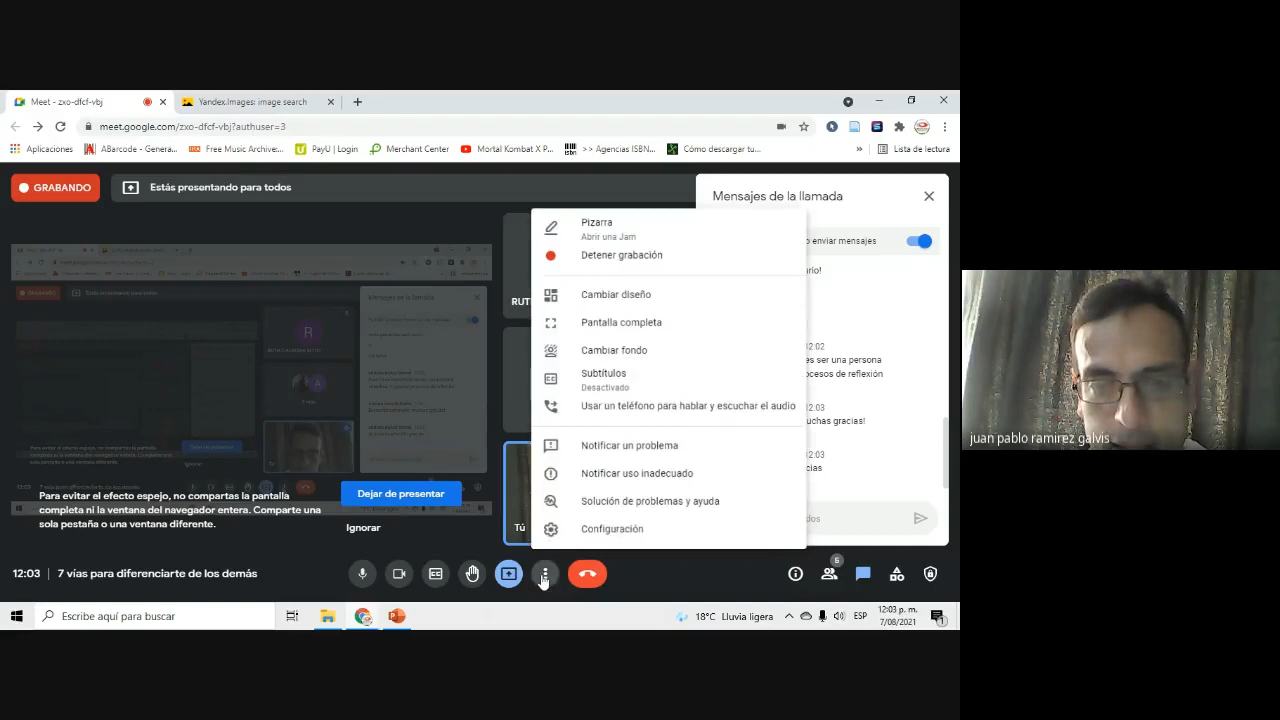 Meet - zxo-dfcf-vbj
Yandex.Images: image search
meet.google.com/zxo-dfcf-vbj?authuser=3
Aplicaciones
ABarcode - Genera...
Free Music Archive...
PayU | Login
Merchant Center
Mortal Kombat X P...
>> Agencias ISBN...
Cómo descargar tu...
»
Lista de lectura
GRABANDO
Estás presentando para todos
Mensajes de la llamada
Pizarra
Abrir una Jam
Detener grabación
Cambiar diseño
Pantalla completa
Cambiar fondo
Subtítulos
Desactivado
Usar un teléfono para hablar y escuchar el audio
Notificar un problema
Notificar uso inadecuado
Solución de problemas y ayuda
Configuración
enviar mensajes
12:02
es ser una persona
ocesos de reflexión
12:03
uchas gracias!
12:03
cias
dos
RUT
Tú
Para evitar el efecto espejo, no compartas la pantalla
completa ni la ventana del navegador entera. Comparte una
sola pestaña o una ventana diferente.
Dejar de presentar
Ignorar
12:03 | 7 vías para diferenciarte de los demás
5
Escribe aquí para buscar
18°C Lluvia ligera
ESP
12:03 p. m.
7/08/2021
1
juan pablo ramirez galvis